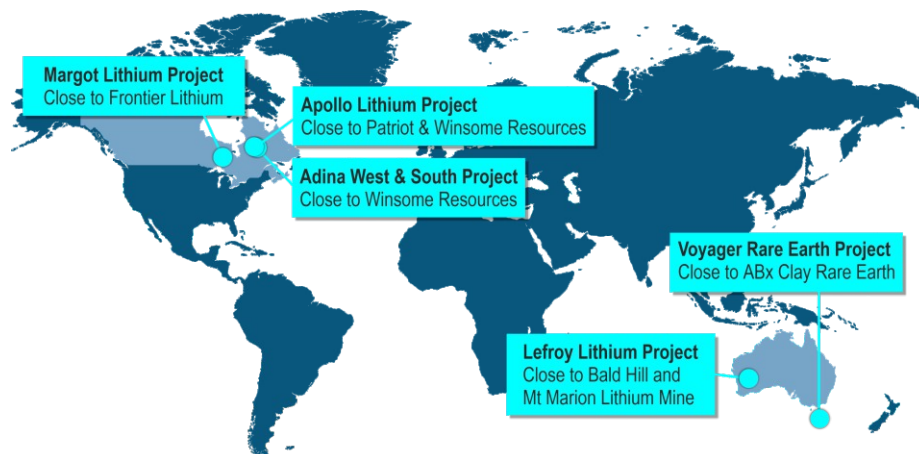 Margot Lithium Project
Close to Frontier Lithium
Apollo Lithium Project
Close to Patriot & Winsome Resources
Adina West & South Project
Close to Winsome Resources
Voyager Rare Earth Project
Close to ABx Clay Rare Earth
Lefroy Lithium Project
Close to Bald Hill and
Mt Marion Lithium Mine